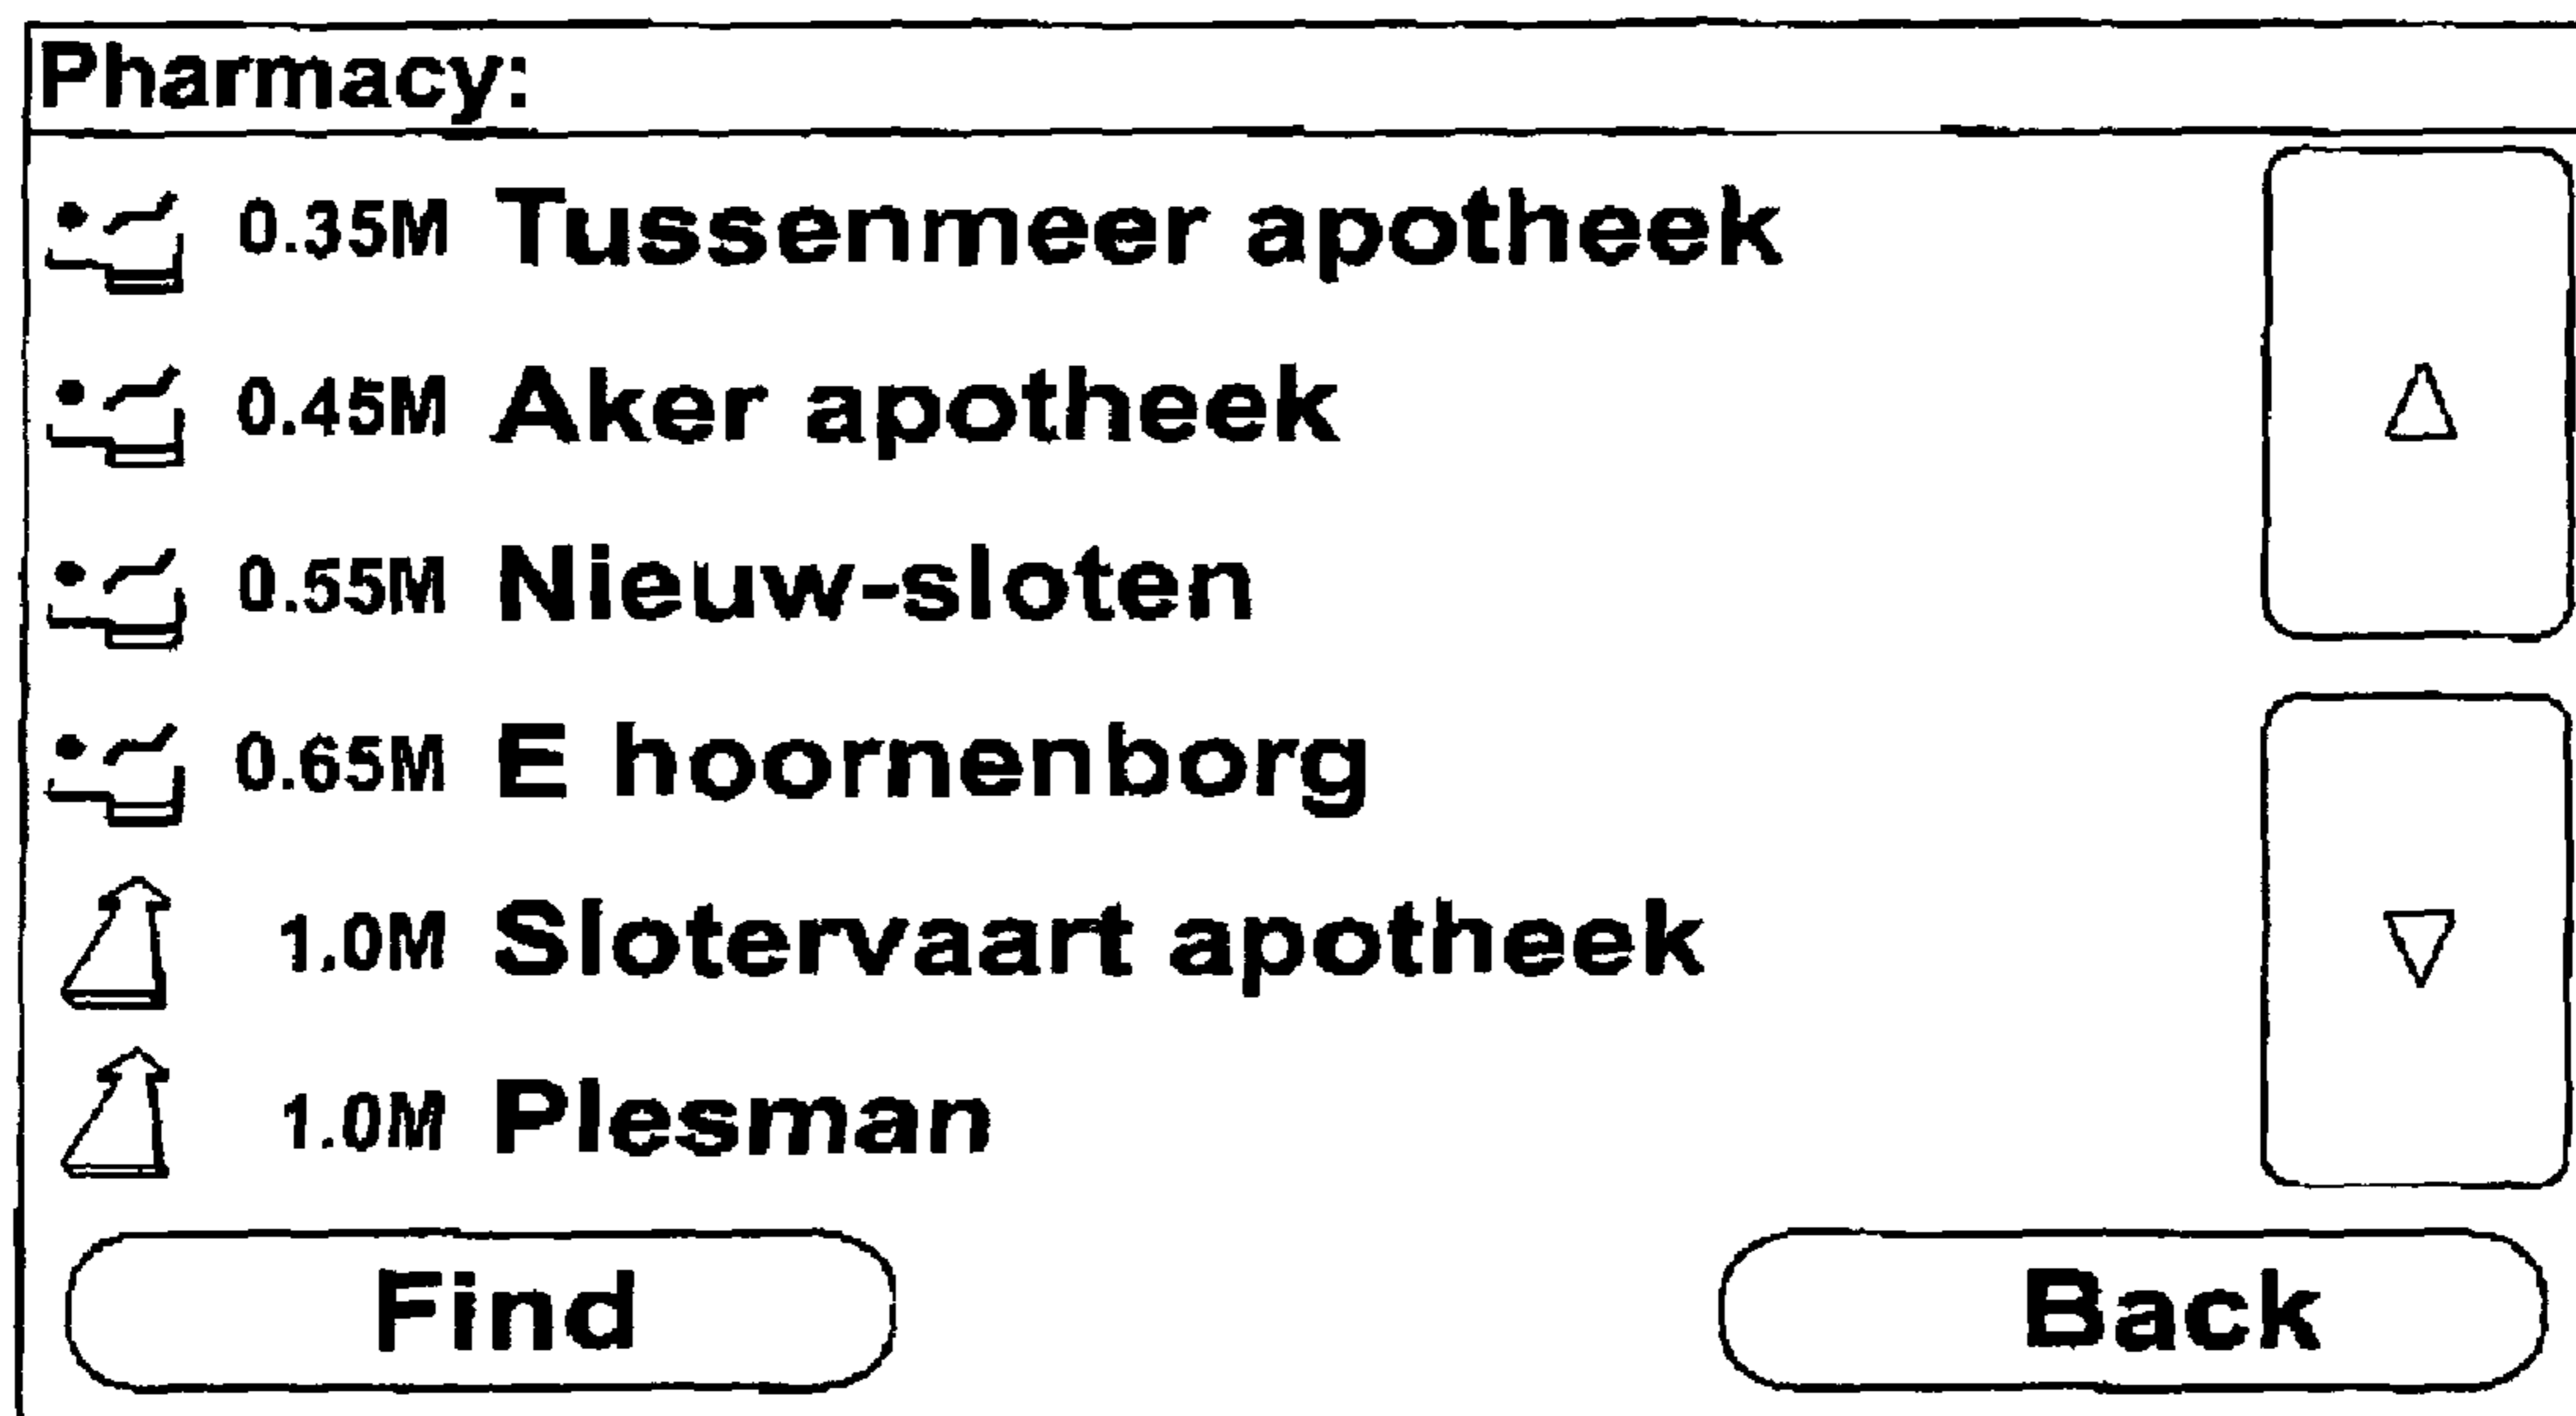 Pharmacy:
0.35M Tussenmeer apotheek
0.45M Aker apotheek
0.55M Nieuw-sloten
0.65M E hoornenborg
1.0M Slotervaart apotheek
1.0M Plesman
Find Back